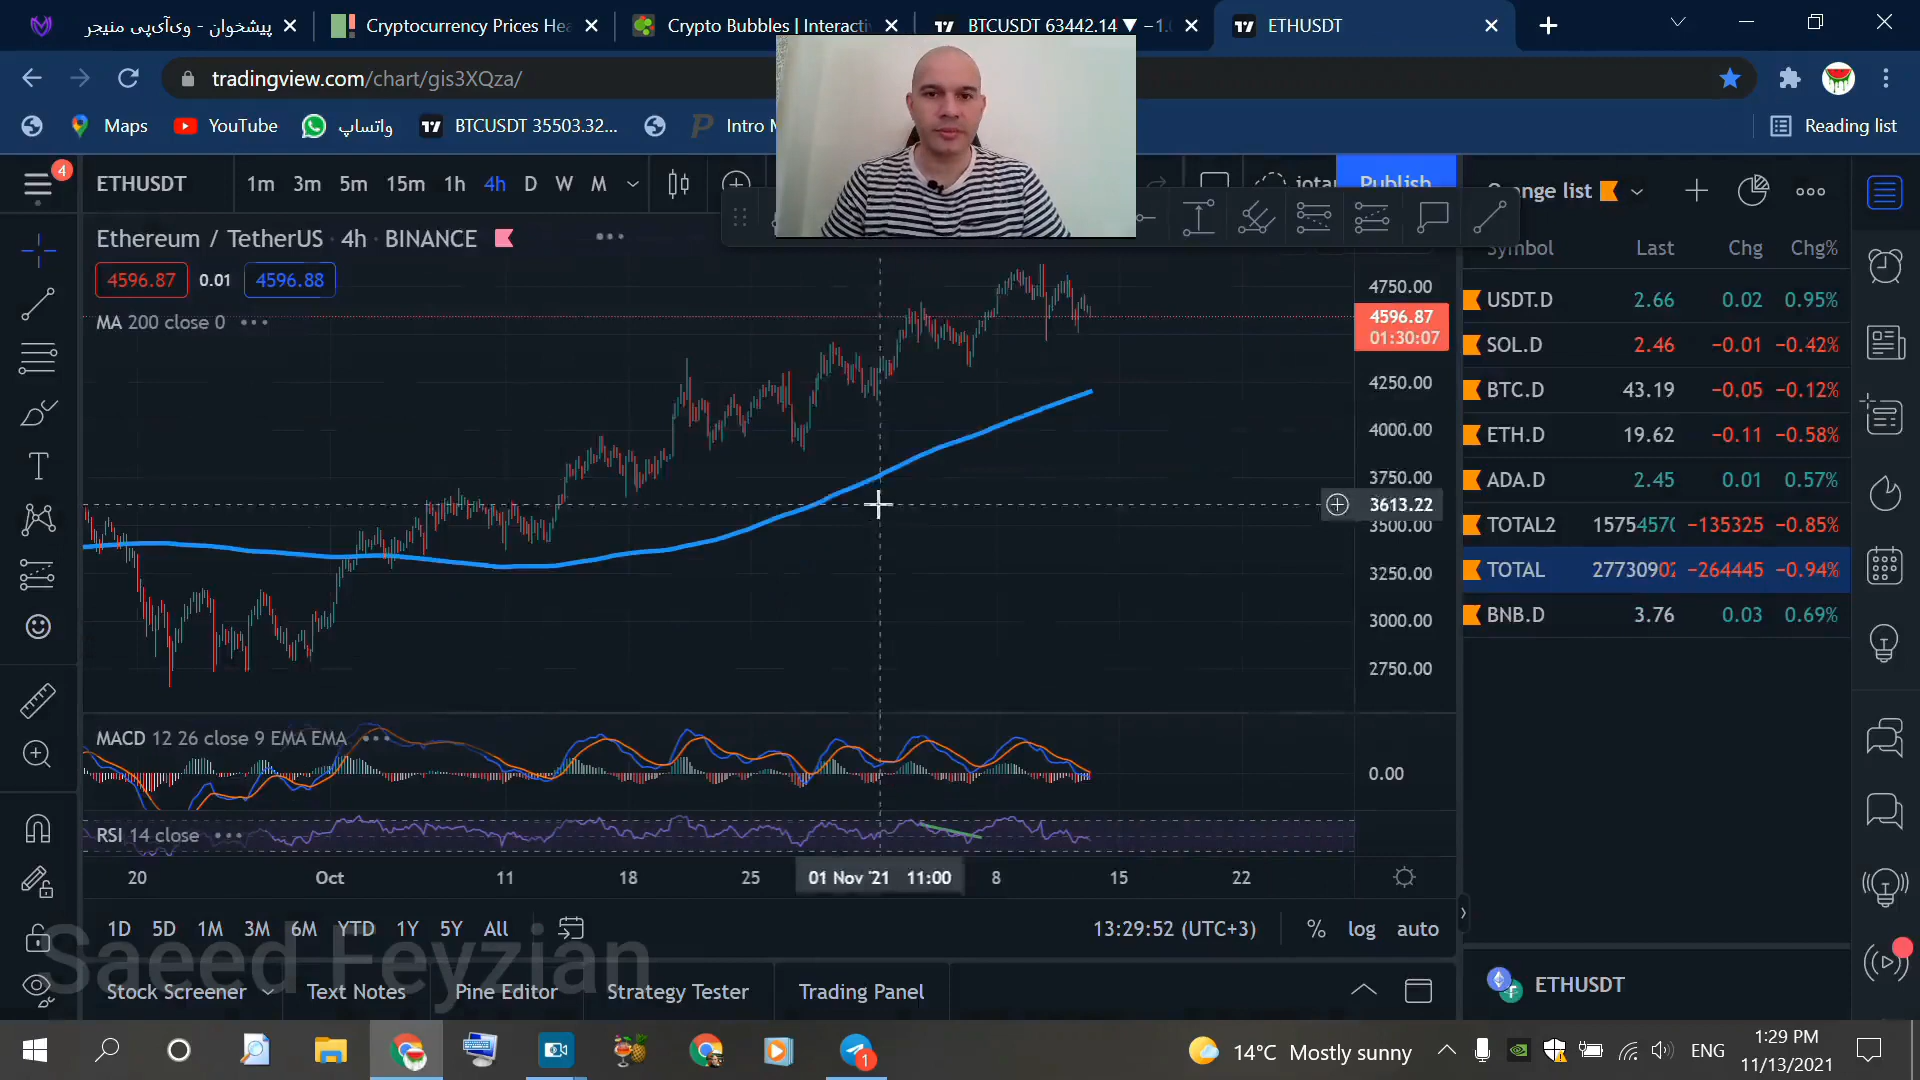 پیشخوان - وی‌آی‌پی منیجر
Cryptocurrency Prices Hea
Crypto Bubbles | Interacti
BTCUSDT 63442.14 ▼ −1.
ETHUSDT
tradingview.com/chart/gis3XQza/
Maps
YouTube
واتساپ
BTCUSDT 35503.32...
Intro
Reading list
4
ETHUSDT
1m 3m 5m 15m 1h 4h D W M
Publish
Ethereum / TetherUS · 4h · BINANCE
4596.87 0.01 4596.88
MA 200 close 0
Symbol Last Chg Chg%
USDT.D 2.66 0.02 0.95%
SOL.D 2.46 −0.01 −0.42%
BTC.D 43.19 −0.05 −0.12%
ETH.D 19.62 −0.11 −0.58%
ADA.D 2.45 0.01 0.57%
TOTAL2 15754570 −135325 −0.85%
TOTAL 2773090 −264445 −0.94%
BNB.D 3.76 0.03 0.69%
4750.00
4596.87
01:30:07
4250.00
4000.00
3750.00
3613.22
3500.00
3250.00
3000.00
2750.00
MACD 12 26 close 9 EMA EMA
0.00
RSI 14 close
20 Oct 11 18 25 01 Nov '21 11:00 8 15 22
1D 5D 1M 3M 6M YTD 1Y 5Y All
13:29:52 (UTC+3) % log auto
Saeed Feyzian
Stock Screener Text Notes Pine Editor Strategy Tester Trading Panel
ETHUSDT
1
14°C Mostly sunny
ENG
1:29 PM
11/13/2021